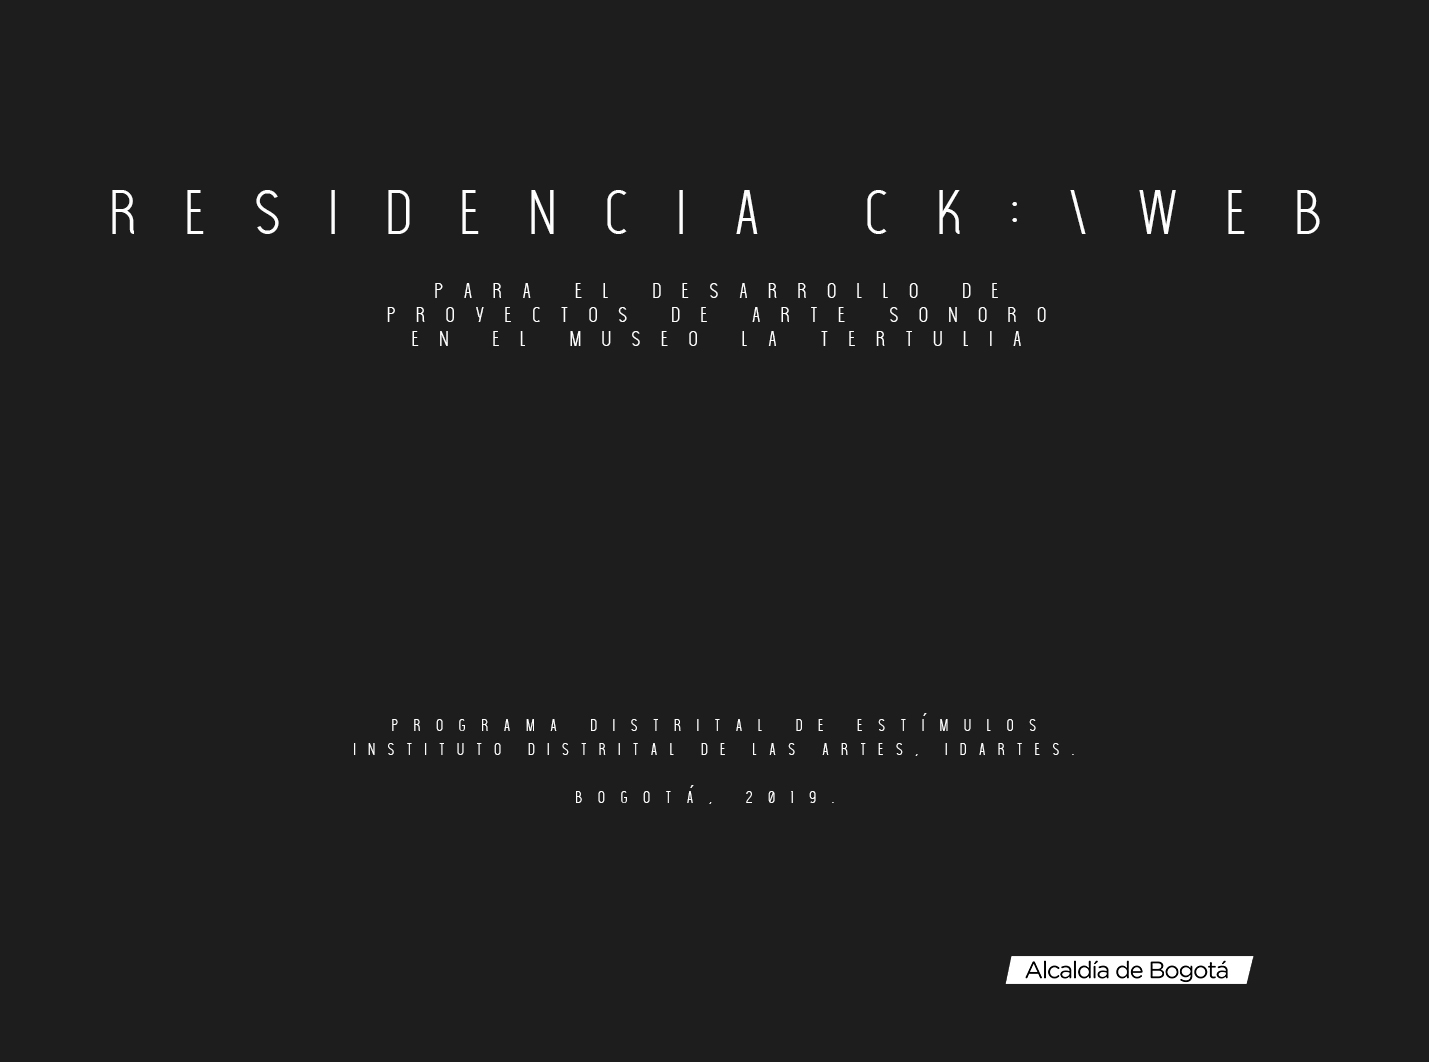 RESIDENCIA CK:\WEB
PARA EL DESARROLLO DE
PROYECTOS DE ARTE SONORO
EN EL MUSEO LA TERTULIA
PROGRAMA DISTRITAL DE ESTÍMULOS
INSTITUTO DISTRITAL DE LAS ARTES, IDARTES.
BOGOTÁ, 2019.
Alcaldía de Bogotá